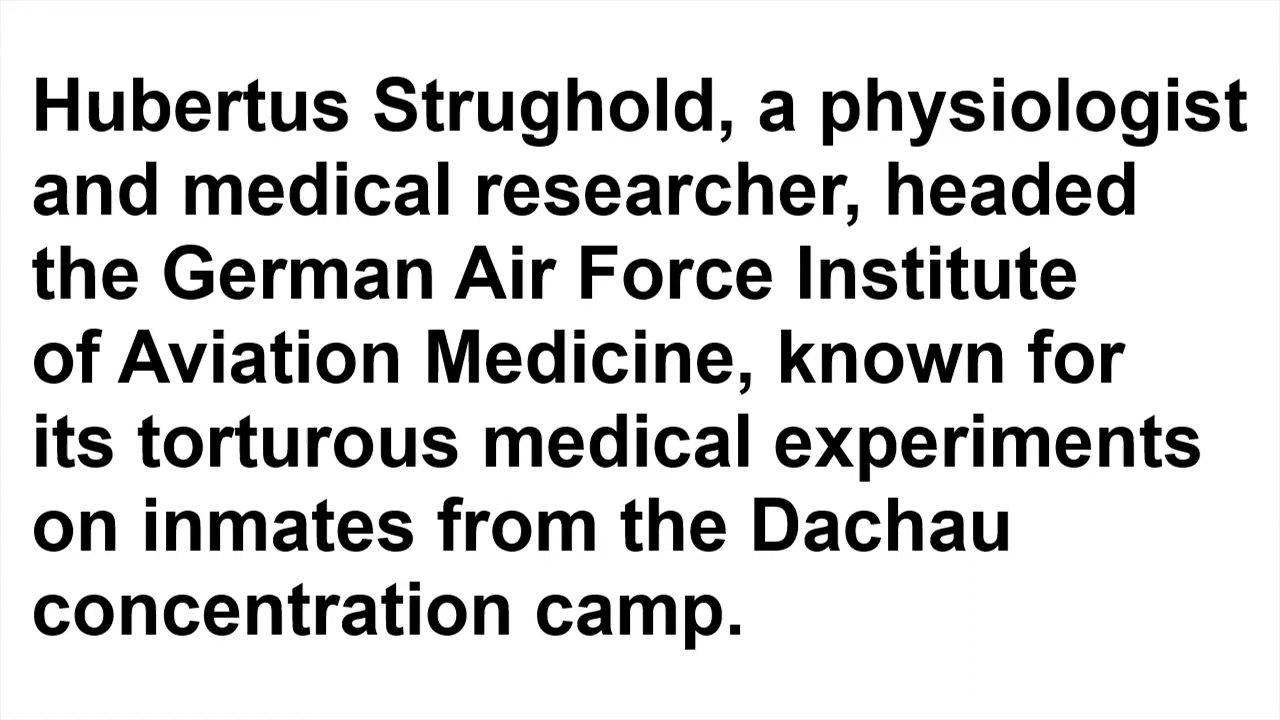 Hubertus Strughold, a physiologist
and medical researcher, headed
the German Air Force Institute
of Aviation Medicine, known for
its torturous medical experiments
on inmates from the Dachau
concentration camp.